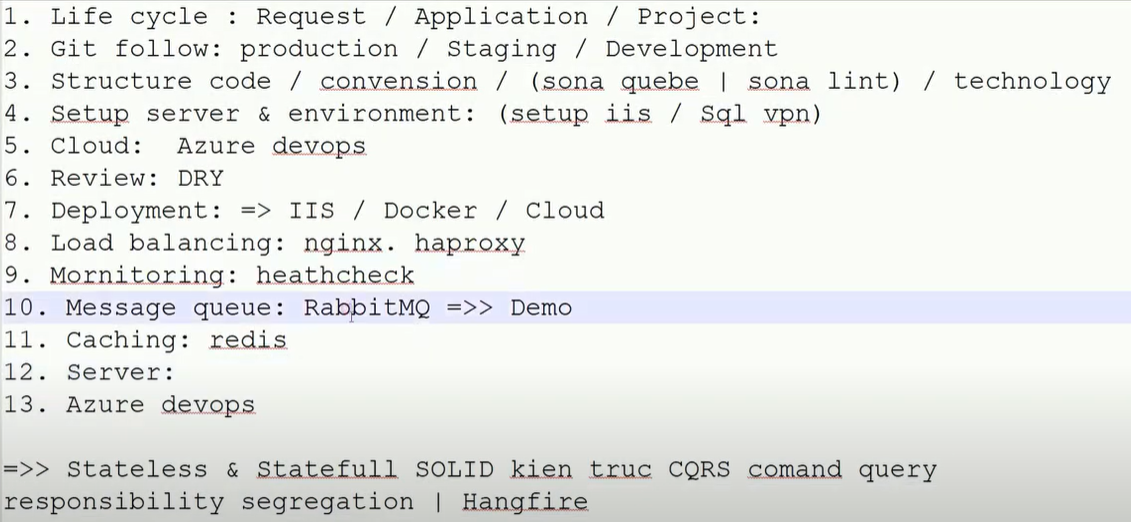 1. Life cycle : Request / Application / Project:
2. Git follow: production / Staging / Development
3. Structure code / convension / (sona quebe | sona lint) / technology
4. Setup server & environment: (setup iis / Sql vpn)
5. Cloud:  Azure devops
6. Review: DRY
7. Deployment: => IIS / Docker / Cloud
8. Load balancing: nginx. haproxy
9. Mornitoring: heathcheck
10. Message queue: RabbitMQ =>> Demo
11. Caching: redis
12. Server:
13. Azure devops
=>> Stateless & Statefull SOLID kien truc CQRS comand query
responsibility segregation | Hangfire